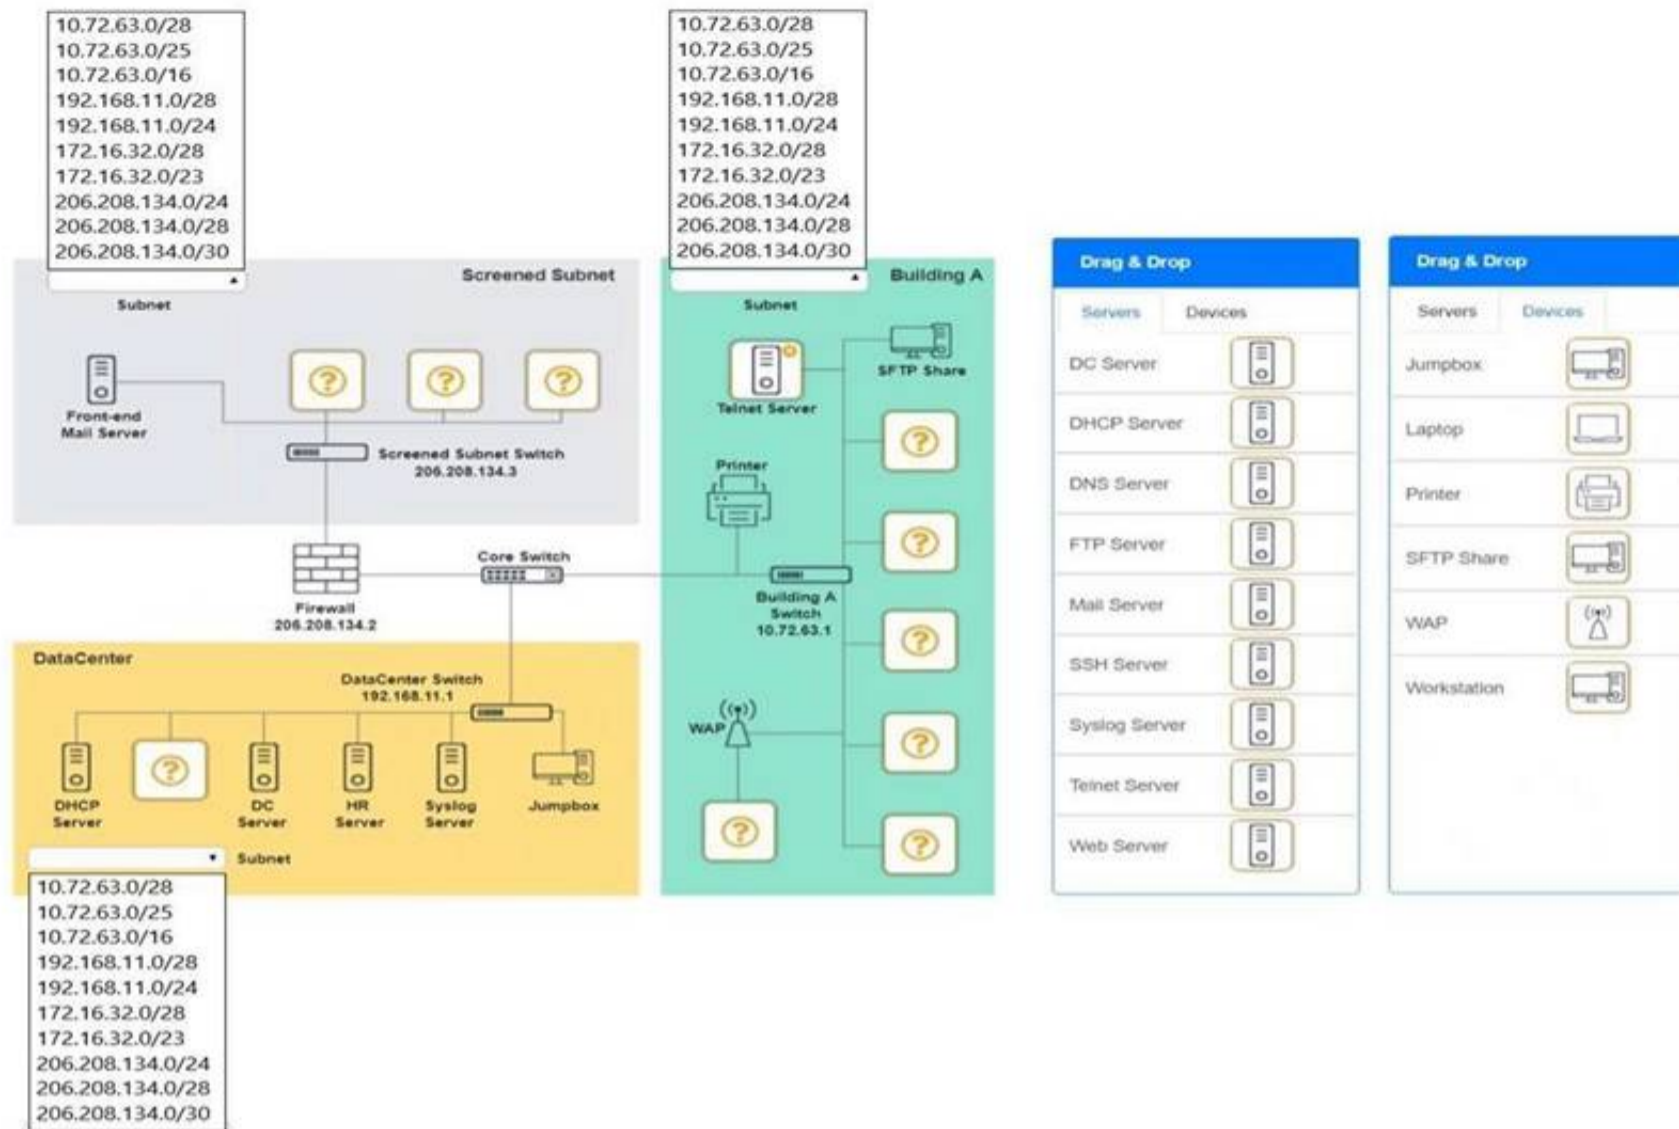 10.72.63.0/28
10.72.63.0/25
10.72.63.0/16
192.168.11.0/28
192.168.11.0/24
172.16.32.0/28
172.16.32.0/23
206.208.134.0/24
206.208.134.0/28
206.208.134.0/30
Screened Subnet
Subnet
?
?
?
Front-end
Mail Server
Screened Subnet Switch
206.208.134.3
Firewall
206.208.134.2
Core Switch
10.72.63.0/28
10.72.63.0/25
10.72.63.0/16
192.168.11.0/28
192.168.11.0/24
172.16.32.0/28
172.16.32.0/23
206.208.134.0/24
206.208.134.0/28
206.208.134.0/30
Building A
Subnet
Telnet Server
SFTP Share
?
Printer
?
Building A
Switch
10.72.63.1
?
WAP
?
?
?
DataCenter
DataCenter Switch
192.168.11.1
DHCP
Server
?
DC
Server
HR
Server
Syslog
Server
Jumpbox
Subnet
10.72.63.0/28
10.72.63.0/25
10.72.63.0/16
192.168.11.0/28
192.168.11.0/24
172.16.32.0/28
172.16.32.0/23
206.208.134.0/24
206.208.134.0/28
206.208.134.0/30
Drag & Drop
Servers Devices
DC Server
DHCP Server
DNS Server
FTP Server
Mail Server
SSH Server
Syslog Server
Telnet Server
Web Server
Drag & Drop
Servers Devices
Jumpbox
Laptop
Printer
SFTP Share
WAP
Workstation